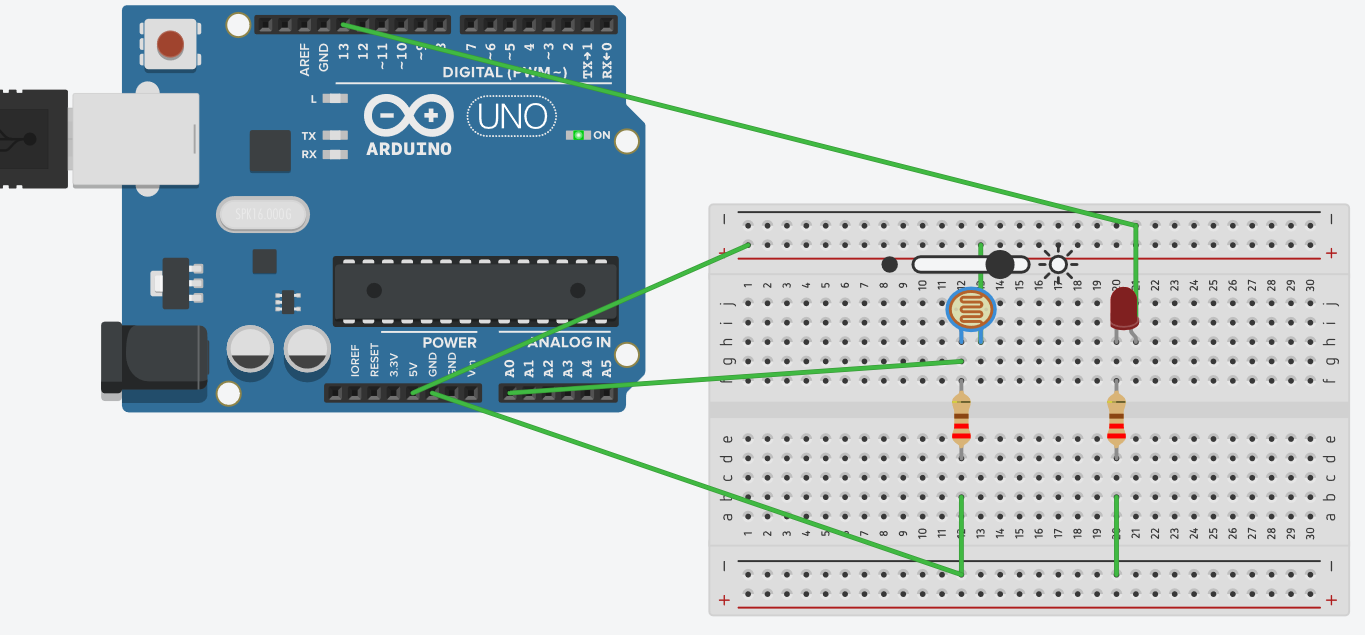 AREF
GND
13
12
~11
~10
7
~6
~5
4
~3
2
TX→1
RX←0
DIGITAL (PWM~)
L
TX
RX
UNO
ARDUINO
ON
SPK16.000G
POWER
ANALOG IN
IOREF
RESET
3.3V
5V
GND
GND
A0
A1
A2
A3
A4
A5
− −
+ +
1 2 3 4 5 6 7 8 9 10 11 12 13 14 15 16 17 18 19 20 21 22 23 24 25 26 27 28 29 30
j j
i i
h h
g g
f f
e e
d d
c c
b b
a a
1 2 3 4 5 6 7 8 9 10 11 12 13 14 15 16 17 18 19 20 21 22 23 24 25 26 27 28 29 30
− −
+ +